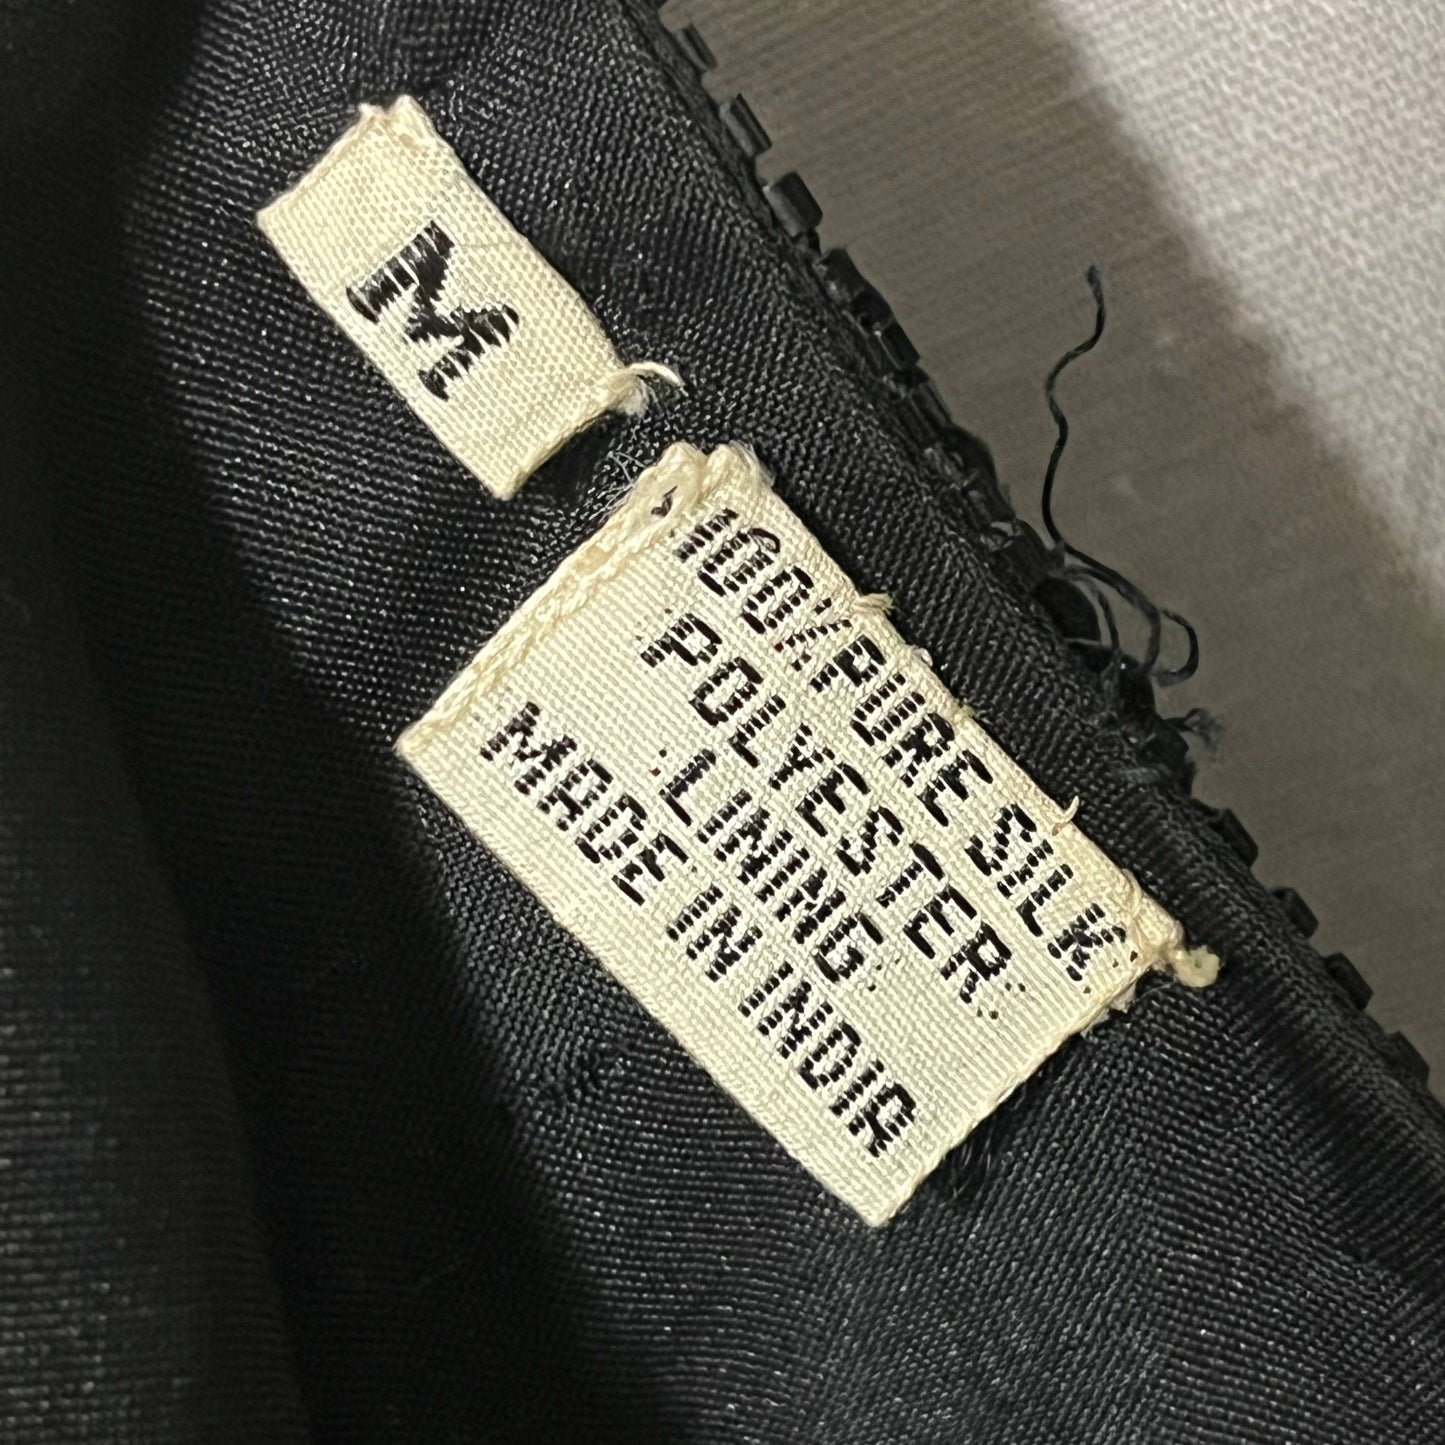 M
100% PURE SILK
POLYESTER
LINING
MADE IN INDIA